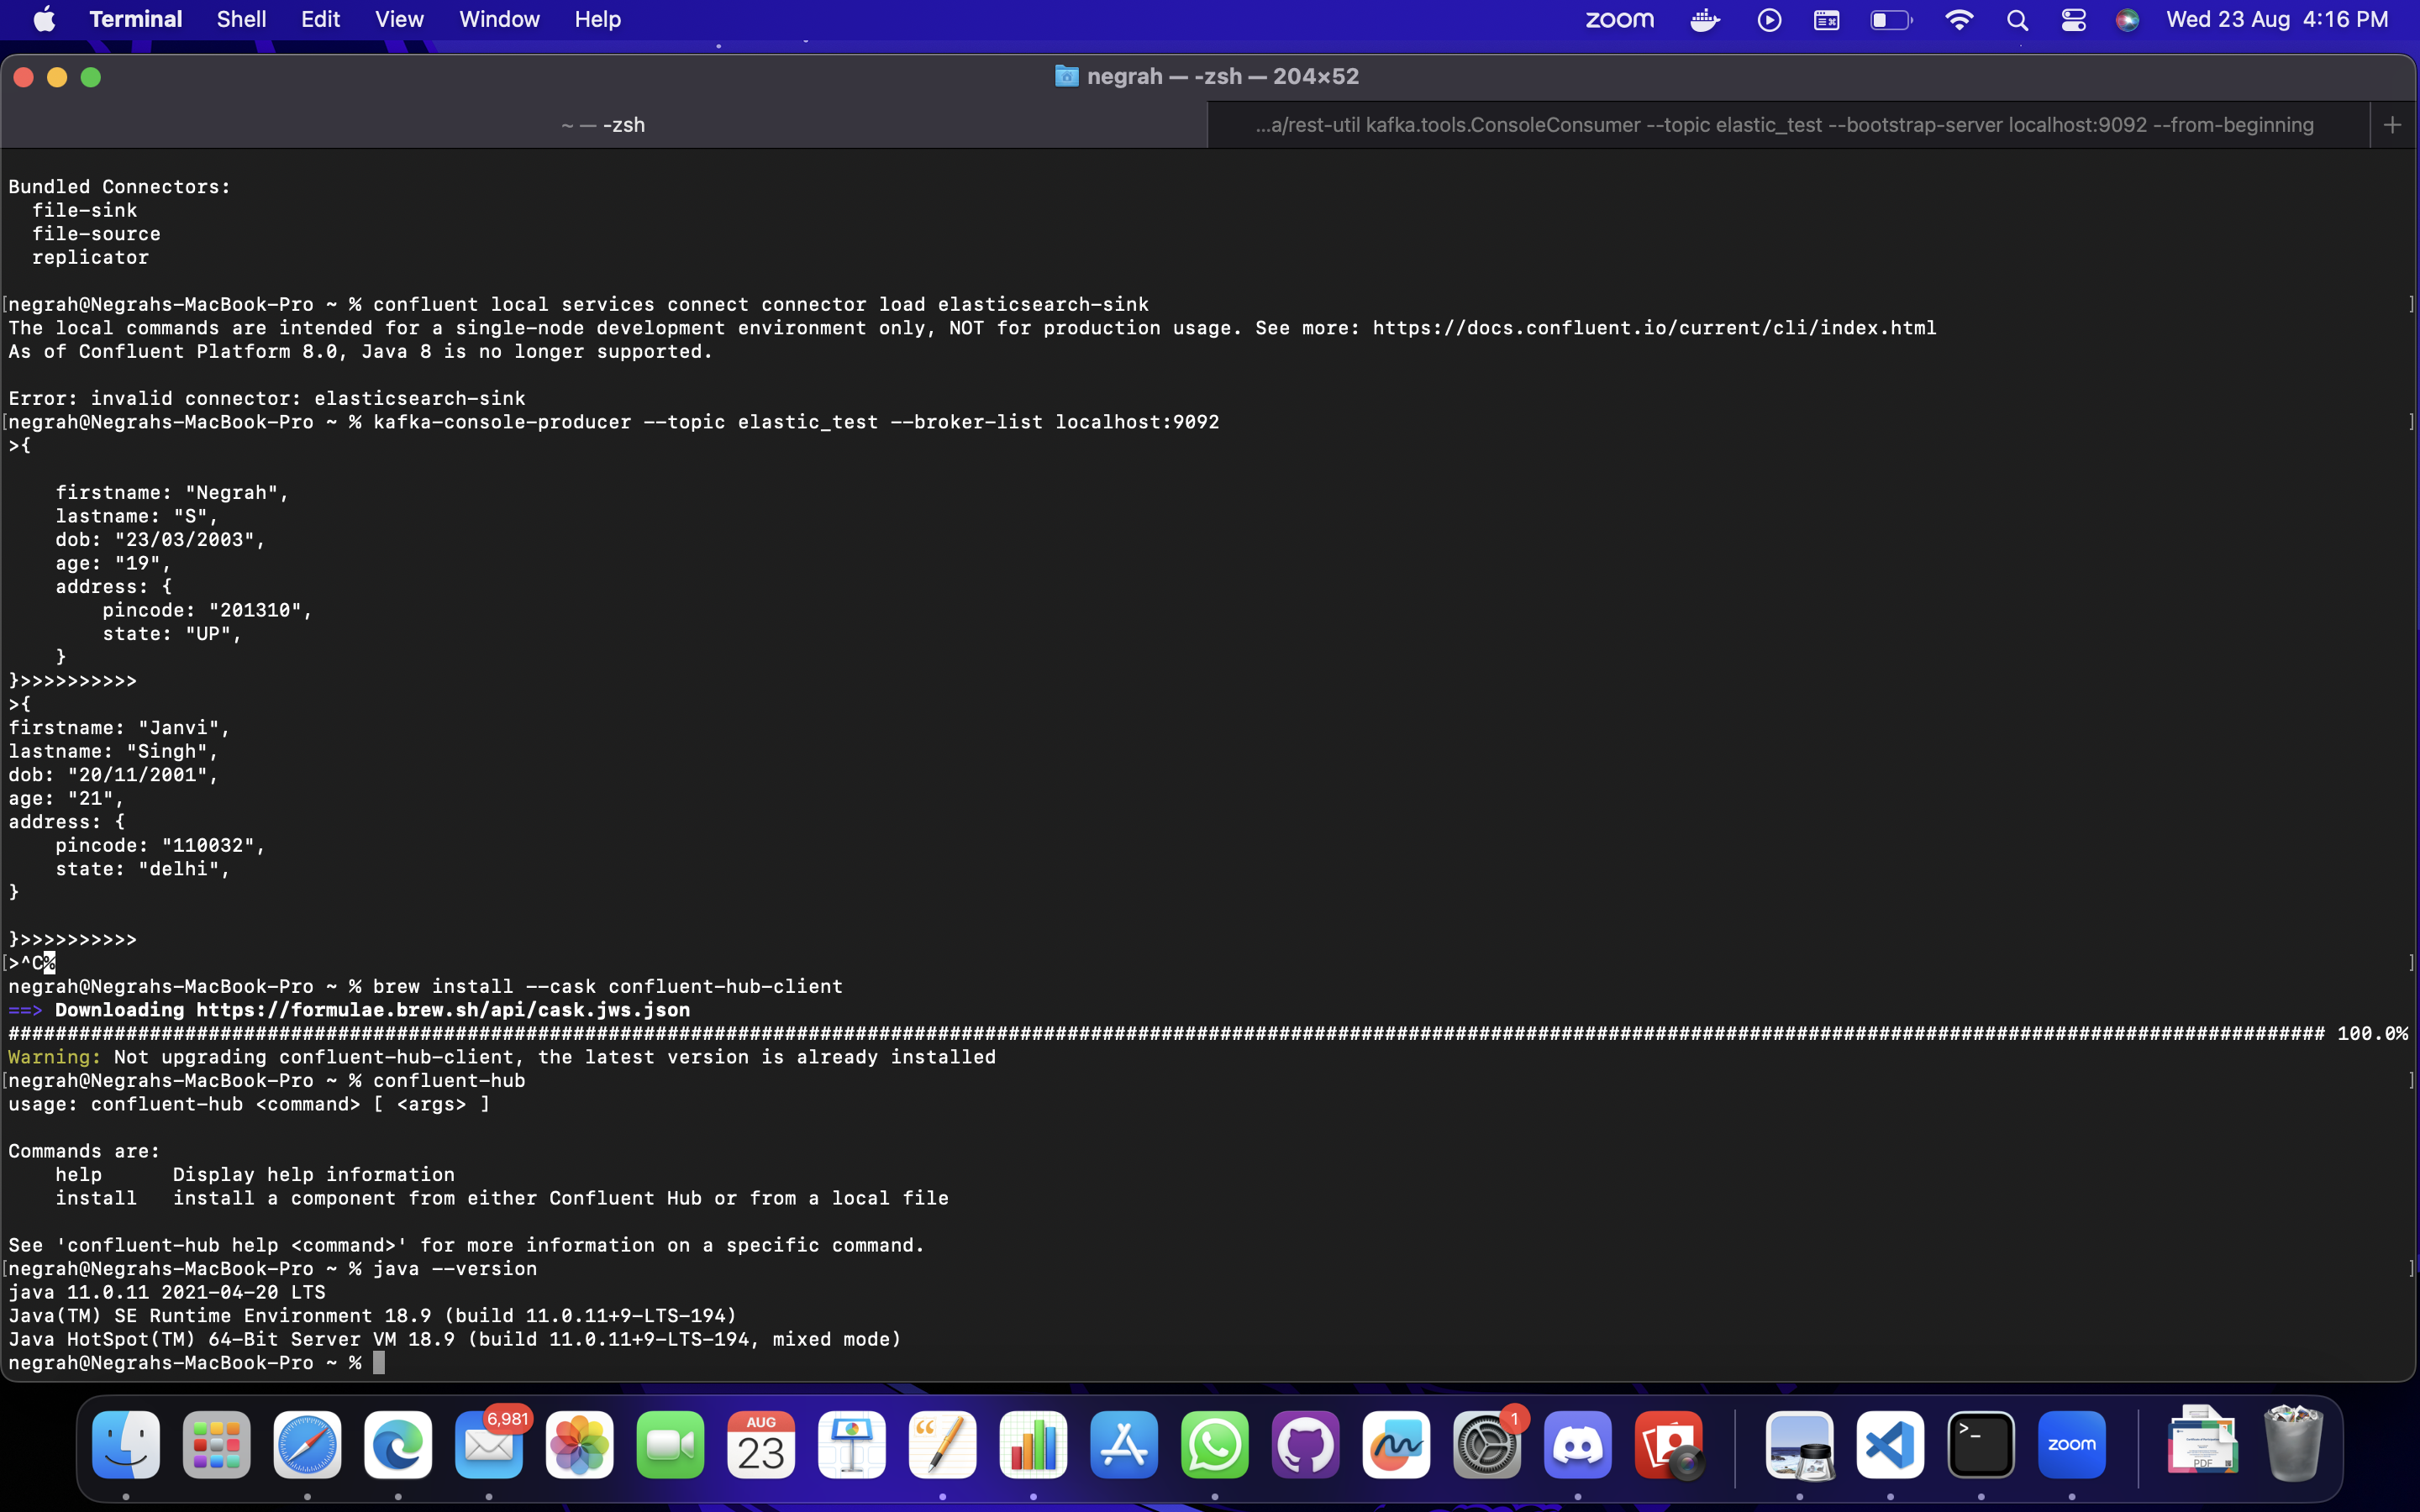 Terminal Shell Edit View Window Help zoom Wed 23 Aug 4:16 PM
negrah — -zsh — 204×52
~ — -zsh
...a/rest-util kafka.tools.ConsoleConsumer --topic elastic_test --bootstrap-server localhost:9092 --from-beginning +
Bundled Connectors:
  file-sink
  file-source
  replicator
[negrah@Negrahs-MacBook-Pro ~ % confluent local services connect connector load elasticsearch-sink ]
The local commands are intended for a single-node development environment only, NOT for production usage. See more: https://docs.confluent.io/current/cli/index.html
As of Confluent Platform 8.0, Java 8 is no longer supported.
Error: invalid connector: elasticsearch-sink
[negrah@Negrahs-MacBook-Pro ~ % kafka-console-producer --topic elastic_test --broker-list localhost:9092 ]
>{
    firstname: "Negrah",
    lastname: "S",
    dob: "23/03/2003",
    age: "19",
    address: {
        pincode: "201310",
        state: "UP",
    }
}>>>>>>>>>>
>{
firstname: "Janvi",
lastname: "Singh",
dob: "20/11/2001",
age: "21",
address: {
    pincode: "110032",
    state: "delhi",
}
}>>>>>>>>>>
[>^C% ]
negrah@Negrahs-MacBook-Pro ~ % brew install --cask confluent-hub-client
==> Downloading https://formulae.brew.sh/api/cask.jws.json
################################################################################################################################################################################################### 100.0%
Warning: Not upgrading confluent-hub-client, the latest version is already installed
[negrah@Negrahs-MacBook-Pro ~ % confluent-hub ]
usage: confluent-hub <command> [ <args> ]
Commands are:
    help      Display help information
    install   install a component from either Confluent Hub or from a local file
See 'confluent-hub help <command>' for more information on a specific command.
[negrah@Negrahs-MacBook-Pro ~ % java --version ]
java 11.0.11 2021-04-20 LTS
Java(TM) SE Runtime Environment 18.9 (build 11.0.11+9-LTS-194)
Java HotSpot(TM) 64-Bit Server VM 18.9 (build 11.0.11+9-LTS-194, mixed mode)
negrah@Negrahs-MacBook-Pro ~ %
6,981
AUG
23
1
>_
zoom
PDF